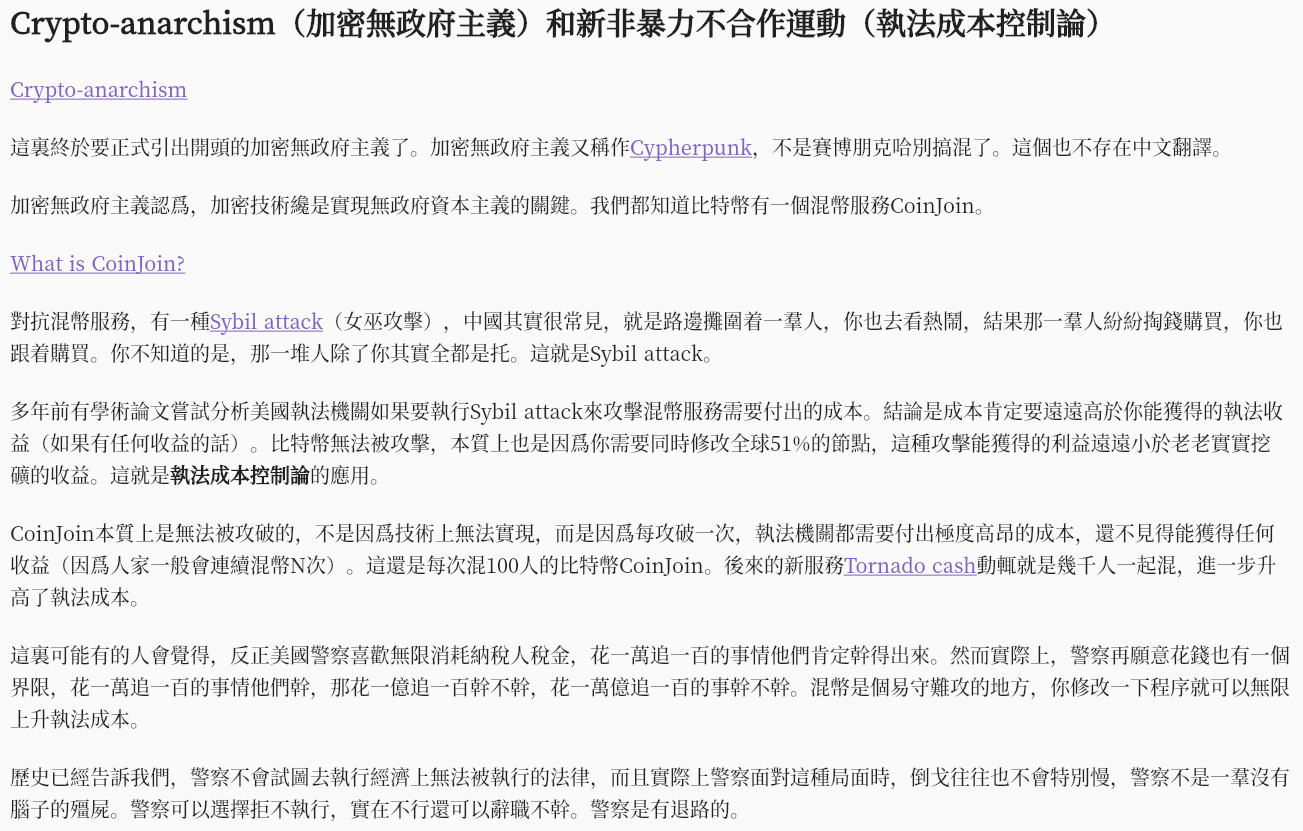 Crypto-anarchism（加密無政府主義）和新非暴力不合作運動（執法成本控制論）
Crypto-anarchism
這裏終於要正式引出開頭的加密無政府主義了。加密無政府主義又稱作Cypherpunk，不是賽博朋克哈別搞混了。這個也不存在中文翻譯。
加密無政府主義認爲，加密技術纔是實現無政府資本主義的關鍵。我們都知道比特幣有一個混幣服務CoinJoin。
What is CoinJoin?
對抗混幣服務，有一種Sybil attack（女巫攻擊），中國其實很常見，就是路邊攤圍着一羣人，你也去看熱鬧，結果那一羣人紛紛掏錢購買，你也
跟着購買。你不知道的是，那一堆人除了你其實全都是托。這就是Sybil attack。
多年前有學術論文嘗試分析美國執法機關如果要執行Sybil attack來攻擊混幣服務需要付出的成本。結論是成本肯定要遠遠高於你能獲得的執法收
益（如果有任何收益的話）。比特幣無法被攻擊，本質上也是因爲你需要同時修改全球51%的節點，這種攻擊能獲得的利益遠遠小於老老實實挖
礦的收益。這就是執法成本控制論的應用。
CoinJoin本質上是無法被攻破的，不是因爲技術上無法實現，而是因爲每攻破一次，執法機關都需要付出極度高昂的成本，還不見得能獲得任何
收益（因爲人家一般會連續混幣N次）。這還是每次混100人的比特幣CoinJoin。後來的新服務Tornado cash動輒就是幾千人一起混，進一步升
高了執法成本。
這裏可能有的人會覺得，反正美國警察喜歡無限消耗納稅人稅金，花一萬追一百的事情他們肯定幹得出來。然而實際上，警察再願意花錢也有一個
界限，花一萬追一百的事情他們幹，那花一億追一百幹不幹，花一萬億追一百的事幹不幹。混幣是個易守難攻的地方，你修改一下程序就可以無限
上升執法成本。
歷史已經告訴我們，警察不會試圖去執行經濟上無法被執行的法律，而且實際上警察面對這種局面時，倒戈往往也不會特別慢，警察不是一羣沒有
腦子的殭屍。警察可以選擇拒不執行，實在不行還可以辭職不幹。警察是有退路的。